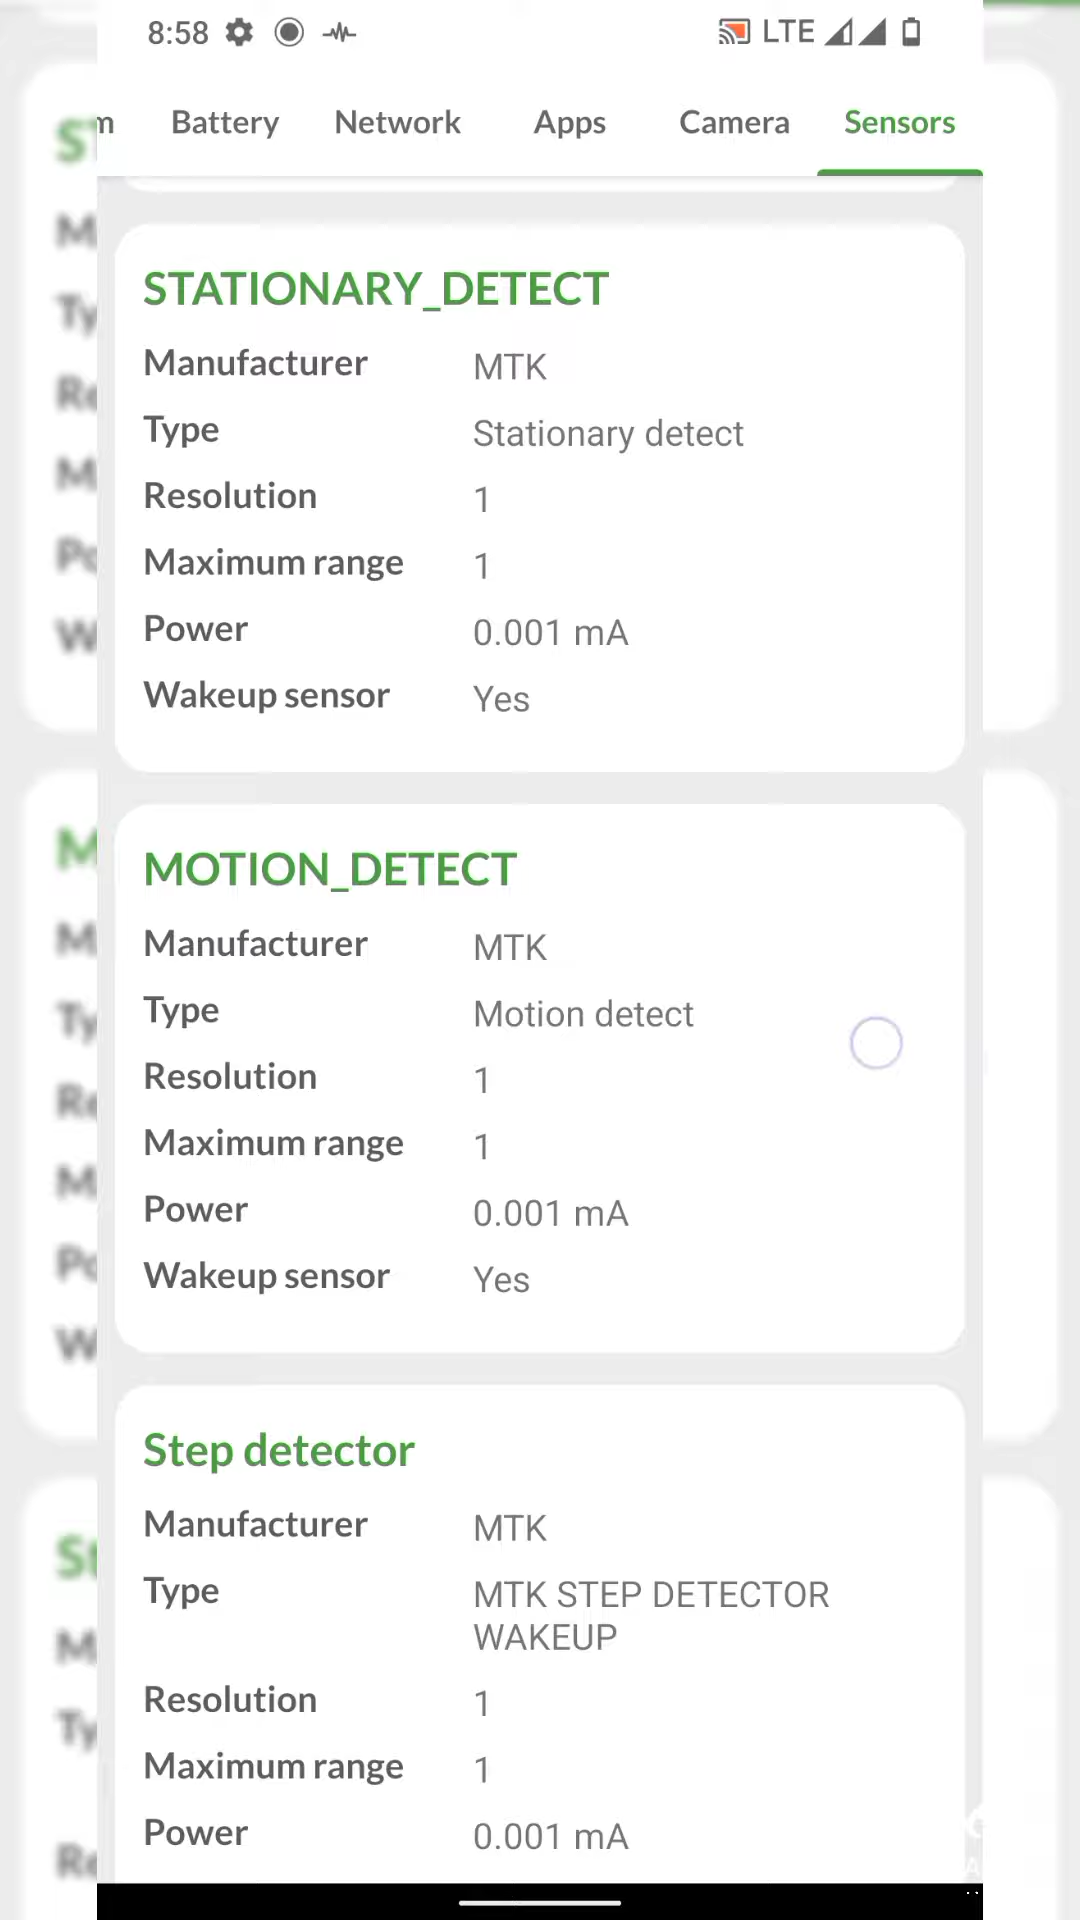 8:58 LTE
m Battery Network Apps Camera Sensors
STATIONARY_DETECT
Manufacturer MTK
Type Stationary detect
Resolution 1
Maximum range 1
Power 0.001 mA
Wakeup sensor Yes
MOTION_DETECT
Manufacturer MTK
Type Motion detect
Resolution 1
Maximum range 1
Power 0.001 mA
Wakeup sensor Yes
Step detector
Manufacturer MTK
Type MTK STEP DETECTOR
WAKEUP
Resolution 1
Maximum range 1
Power 0.001 mA